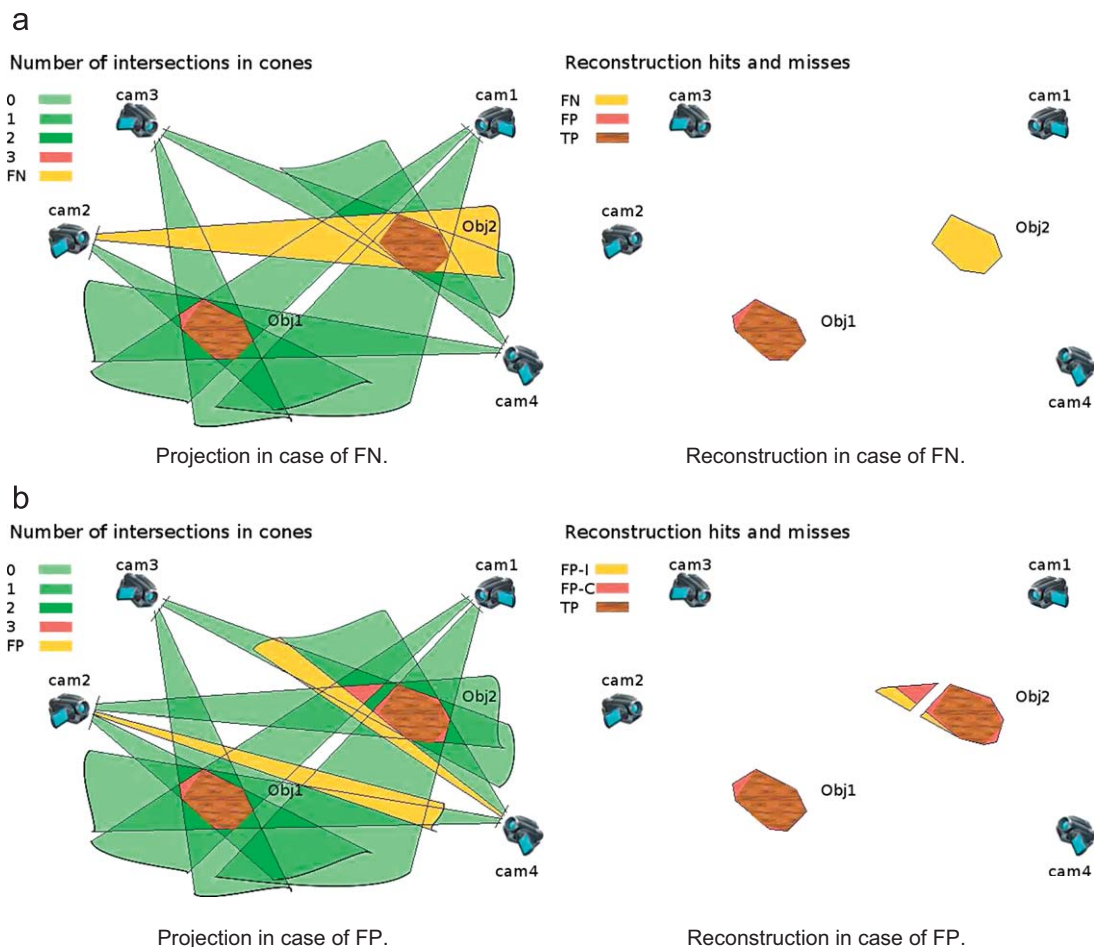 a
Number of intersections in cones
0
1
2
3
FN
cam3
cam1
cam2
Obj2
Obj1
cam4
Projection in case of FN.
Reconstruction hits and misses
FN
FP
TP
cam3
cam1
cam2
Obj2
Obj1
cam4
Reconstruction in case of FN.
b
Number of intersections in cones
0
1
2
3
FP
cam3
cam1
cam2
Obj2
Obj1
cam4
Projection in case of FP.
Reconstruction hits and misses
FP-I
FP-C
TP
cam3
cam1
cam2
Obj2
Obj1
cam4
Reconstruction in case of FP.